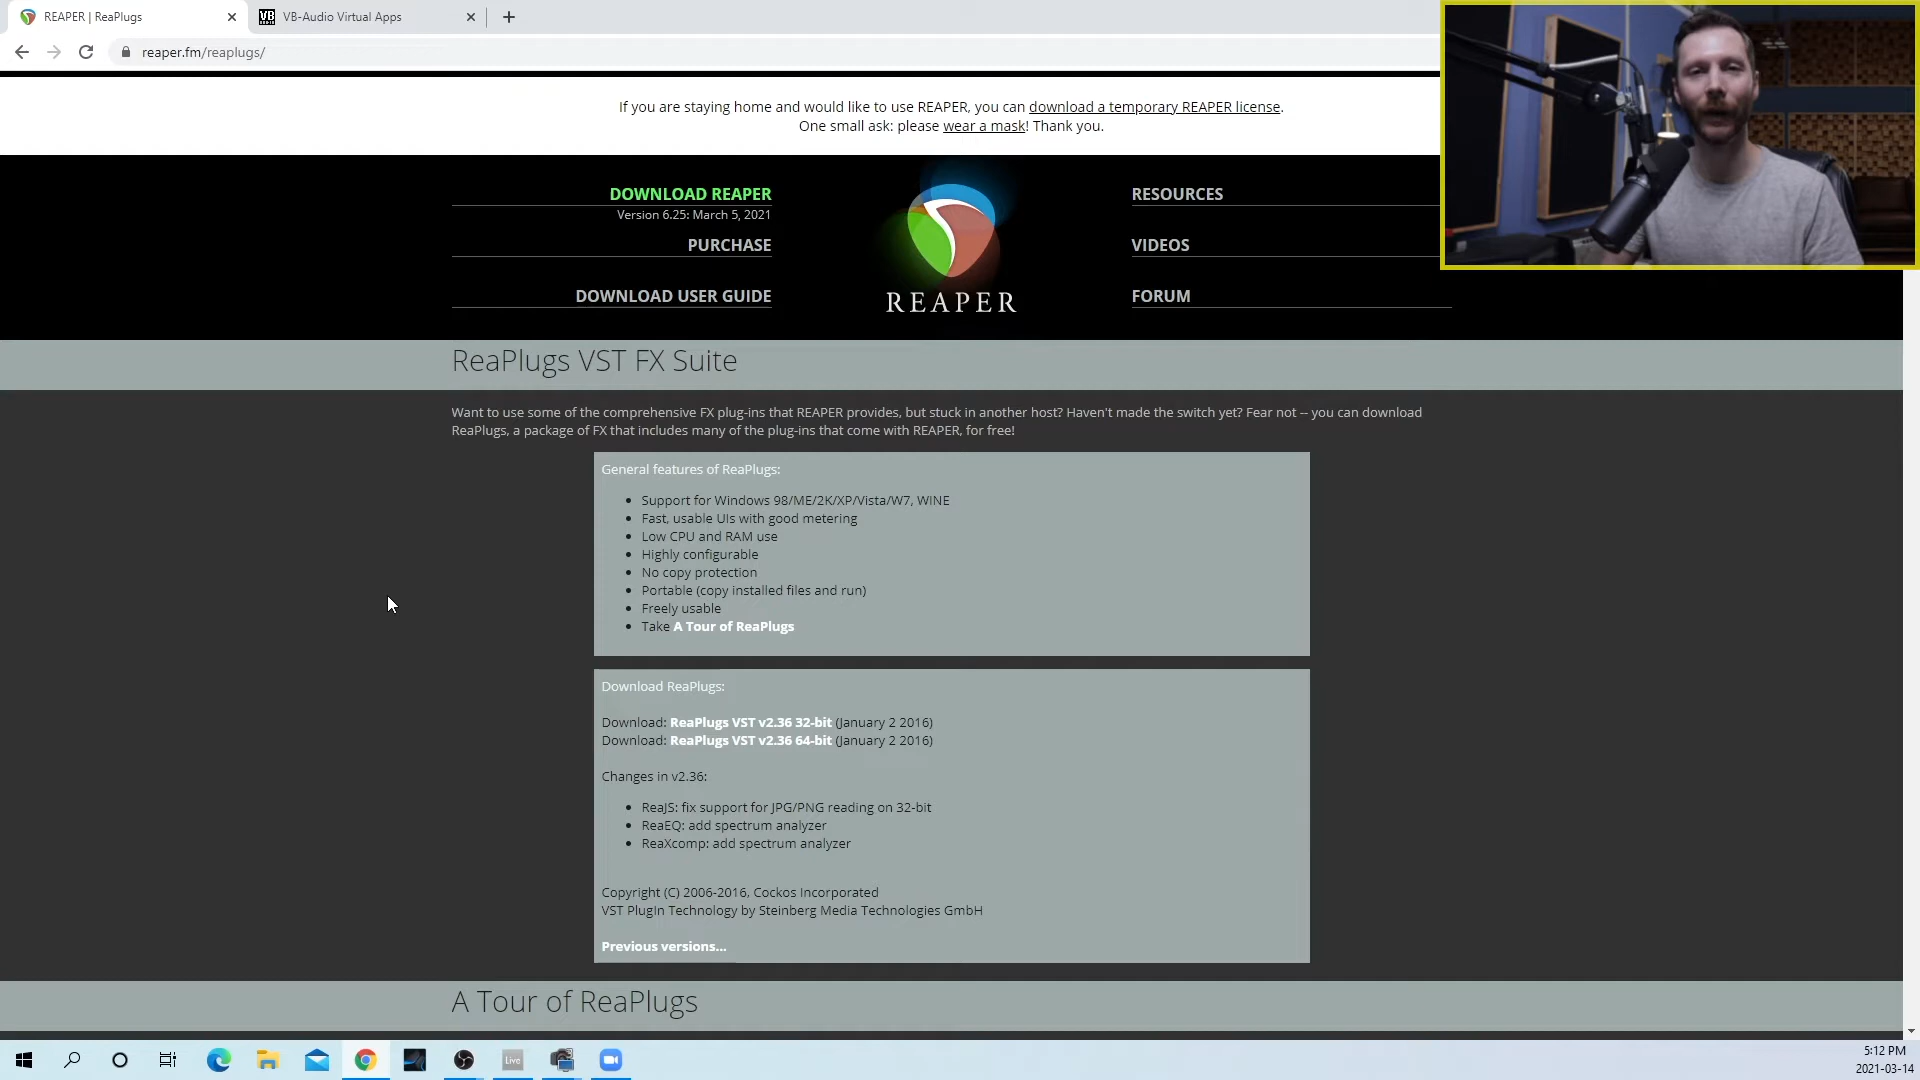 REAPER | ReaPlugs
VB-Audio Virtual Apps
reaper.fm/reaplugs/
If you are staying home and would like to use REAPER, you can download a temporary REAPER license.
One small ask: please wear a mask! Thank you.
DOWNLOAD REAPER
Version 6.25: March 5, 2021
PURCHASE
DOWNLOAD USER GUIDE
REAPER
RESOURCES
VIDEOS
FORUM
ReaPlugs VST FX Suite
Want to use some of the comprehensive FX plug-ins that REAPER provides, but stuck in another host? Haven't made the switch yet? Fear not -- you can download
ReaPlugs, a package of FX that includes many of the plug-ins that come with REAPER, for free!
General features of ReaPlugs:
• Support for Windows 98/ME/2K/XP/Vista/W7, WINE
• Fast, usable UIs with good metering
• Low CPU and RAM use
• Highly configurable
• No copy protection
• Portable (copy installed files and run)
• Freely usable
• Take A Tour of ReaPlugs
Download ReaPlugs:
Download: ReaPlugs VST v2.36 32-bit (January 2 2016)
Download: ReaPlugs VST v2.36 64-bit (January 2 2016)
Changes in v2.36:
• ReaJS: fix support for JPG/PNG reading on 32-bit
• ReaEQ: add spectrum analyzer
• ReaXcomp: add spectrum analyzer
Copyright (C) 2006-2016, Cockos Incorporated
VST PlugIn Technology by Steinberg Media Technologies GmbH
Previous versions...
A Tour of ReaPlugs
Live
5:12 PM
2021-03-14